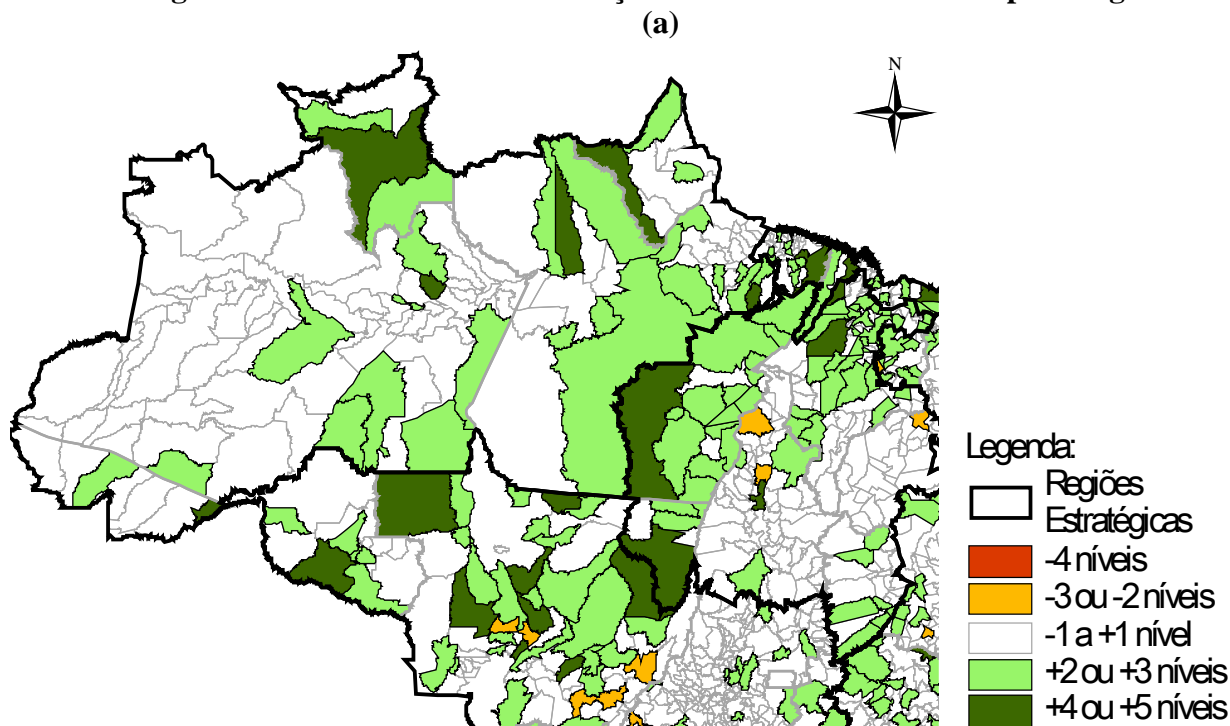 (a)
N
Legenda:
Regiões
Estratégicas
-4 níveis
-3 ou -2 níveis
-1 a +1 nível
+2 ou +3 níveis
+4 ou +5 níveis